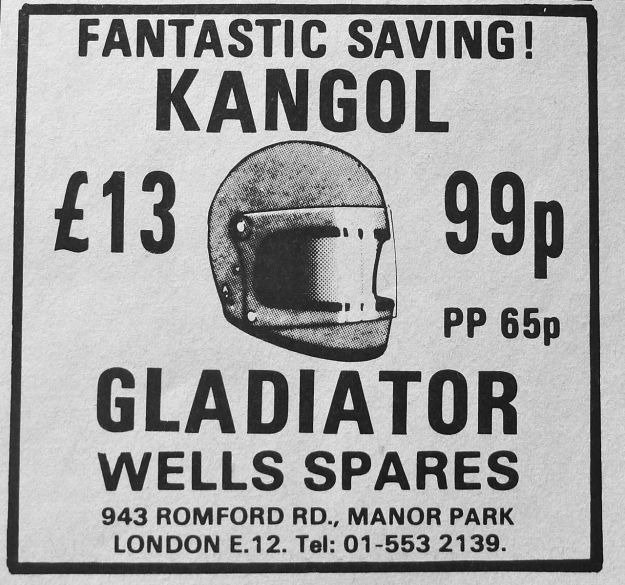 FANTASTIC SAVING!
KANGOL
£13 99p
PP 65p
GLADIATOR
WELLS SPARES
943 ROMFORD RD., MANOR PARK
LONDON E.12. Tel: 01-553 2139.